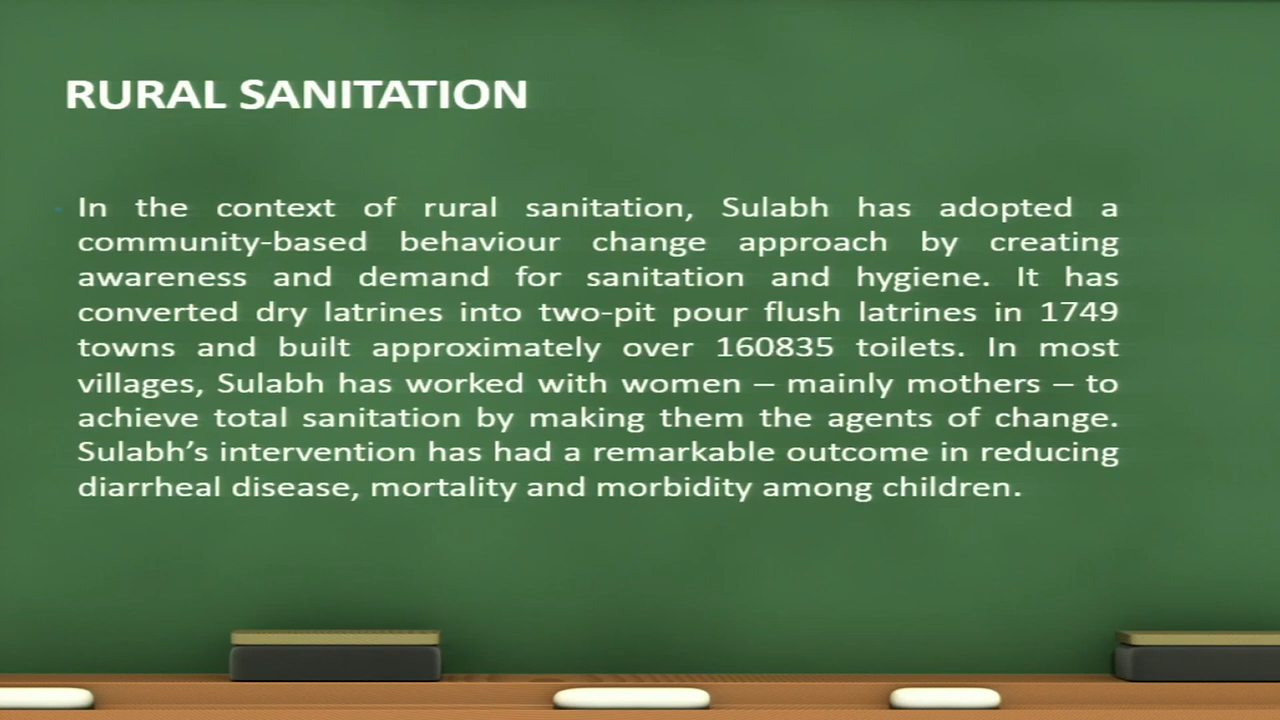 RURAL SANITATION
In the context of rural sanitation, Sulabh has adopted a
community-based behaviour change approach by creating
awareness and demand for sanitation and hygiene. It has
converted dry latrines into two-pit pour flush latrines in 1749
towns and built approximately over 160835 toilets. In most
villages, Sulabh has worked with women – mainly mothers – to
achieve total sanitation by making them the agents of change.
Sulabh’s intervention has had a remarkable outcome in reducing
diarrheal disease, mortality and morbidity among children.